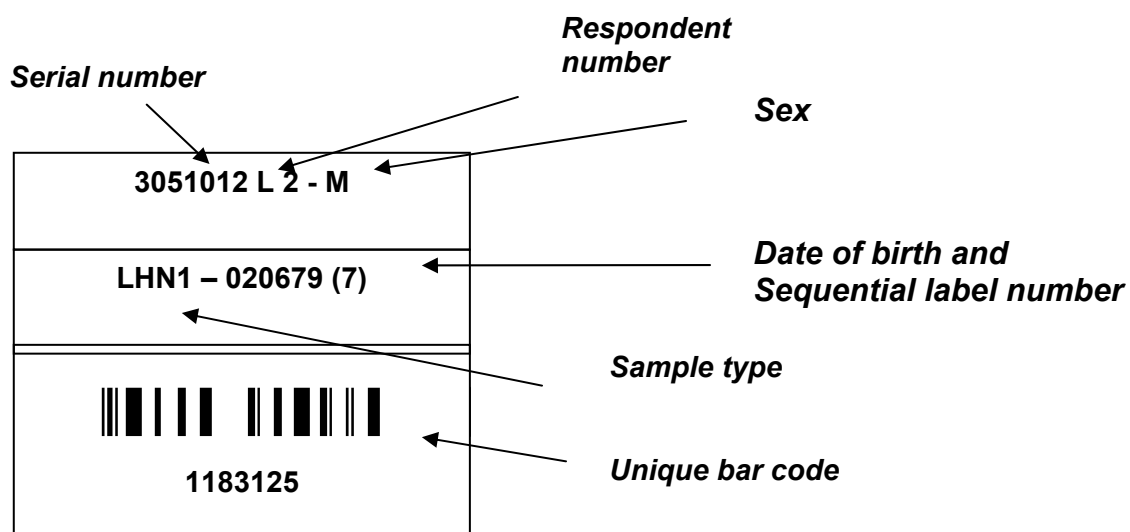 Respondent
number
Serial number
Sex
3051012 L 2 - M
Date of birth and
Sequential label number
LHN1 – 020679 (7)
Sample type
Unique bar code
1183125